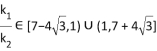 k₁/k₂ ∈ [7−4√3,1) ∪ (1,7 + 4√3]